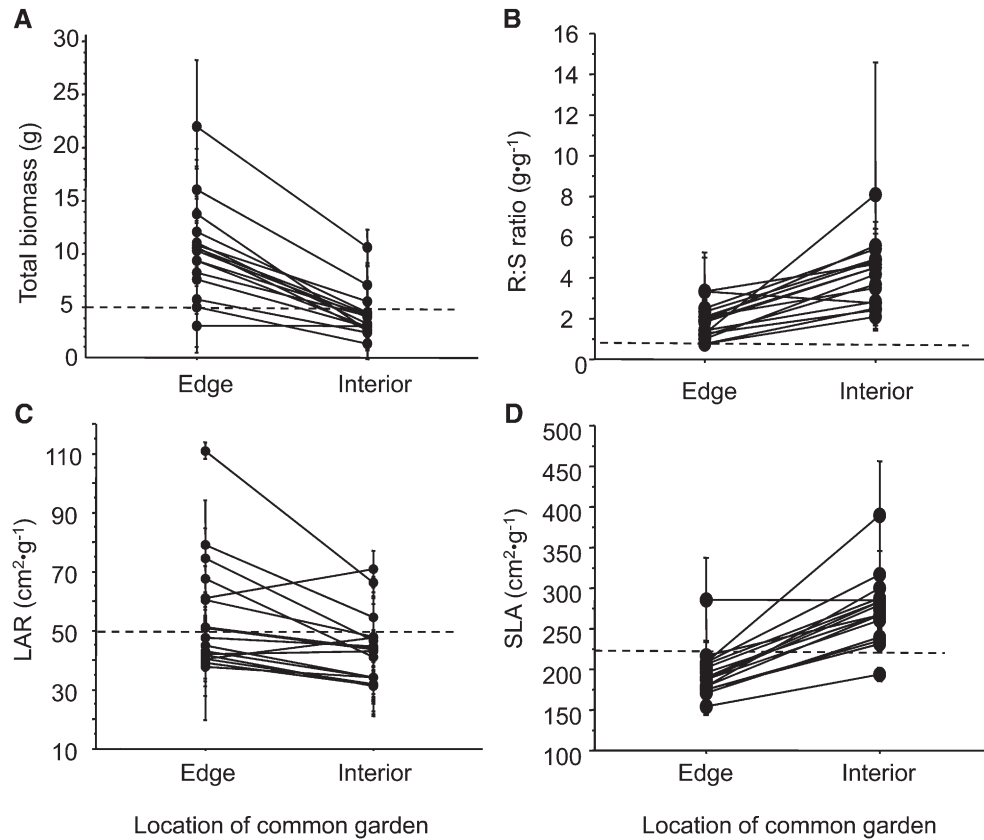 A
Total biomass (g)
30
25
20
15
10
5
0
Edge Interior
B
R:S ratio (g•g-1)
16
14
12
10
8
6
4
2
0
Edge Interior
C
LAR (cm2•g-1)
110
90
70
50
30
10
Edge Interior
Location of common garden
D
SLA (cm2•g-1)
500
450
400
350
300
250
200
150
100
Edge Interior
Location of common garden